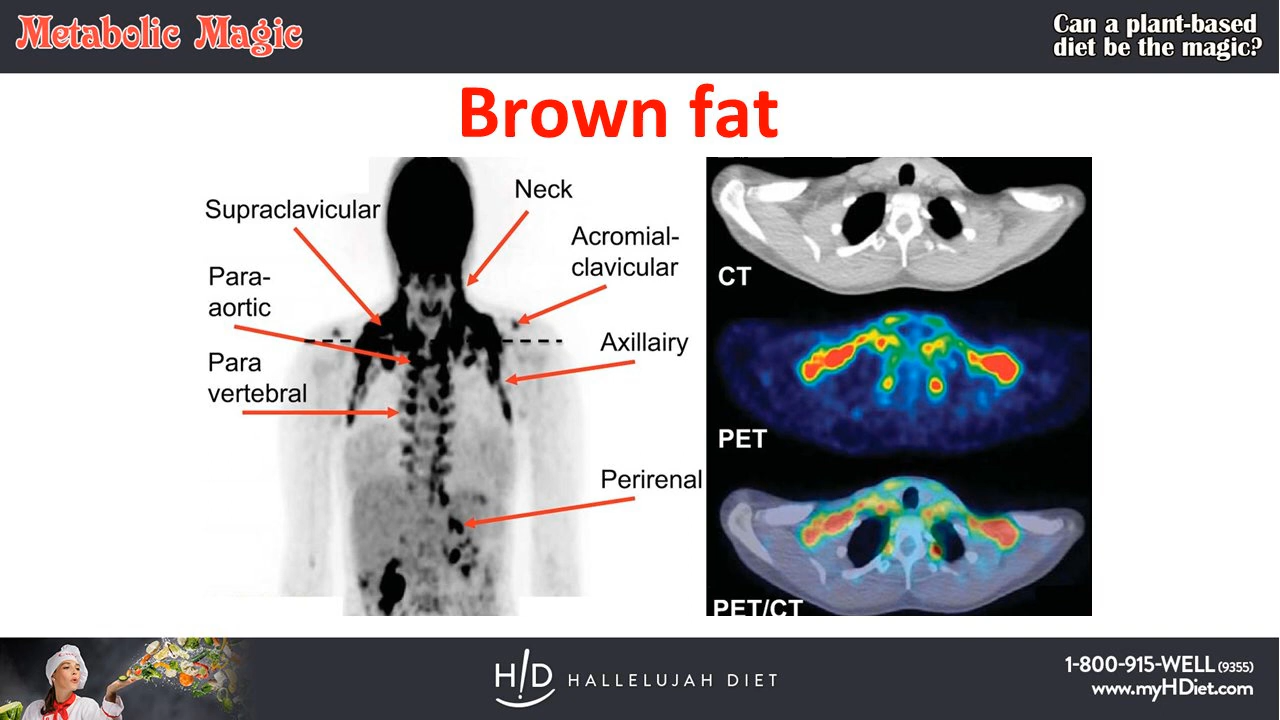 Metabolic Magic
Can a plant-based
diet be the magic?
Brown fat
Supraclavicular
Neck
Acromial-
clavicular
Para-
aortic
Axillairy
Para
vertebral
Perirenal
CT
PET
PET/CT
H/D HALLELUJAH DIET
1-800-915-WELL (9355)
www.myHDiet.com